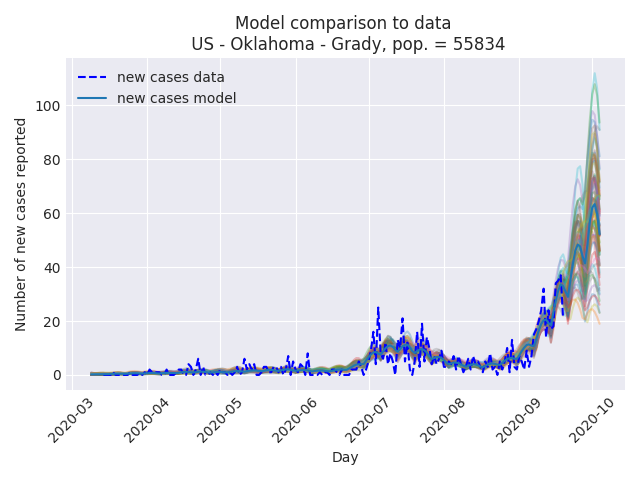 Model comparison to data
US - Oklahoma - Grady, pop. = 55834
new cases data
new cases model
Number of new cases reported
100
80
60
40
20
0
2020-03
2020-04
2020-05
2020-06
2020-07
2020-08
2020-09
2020-10
Day